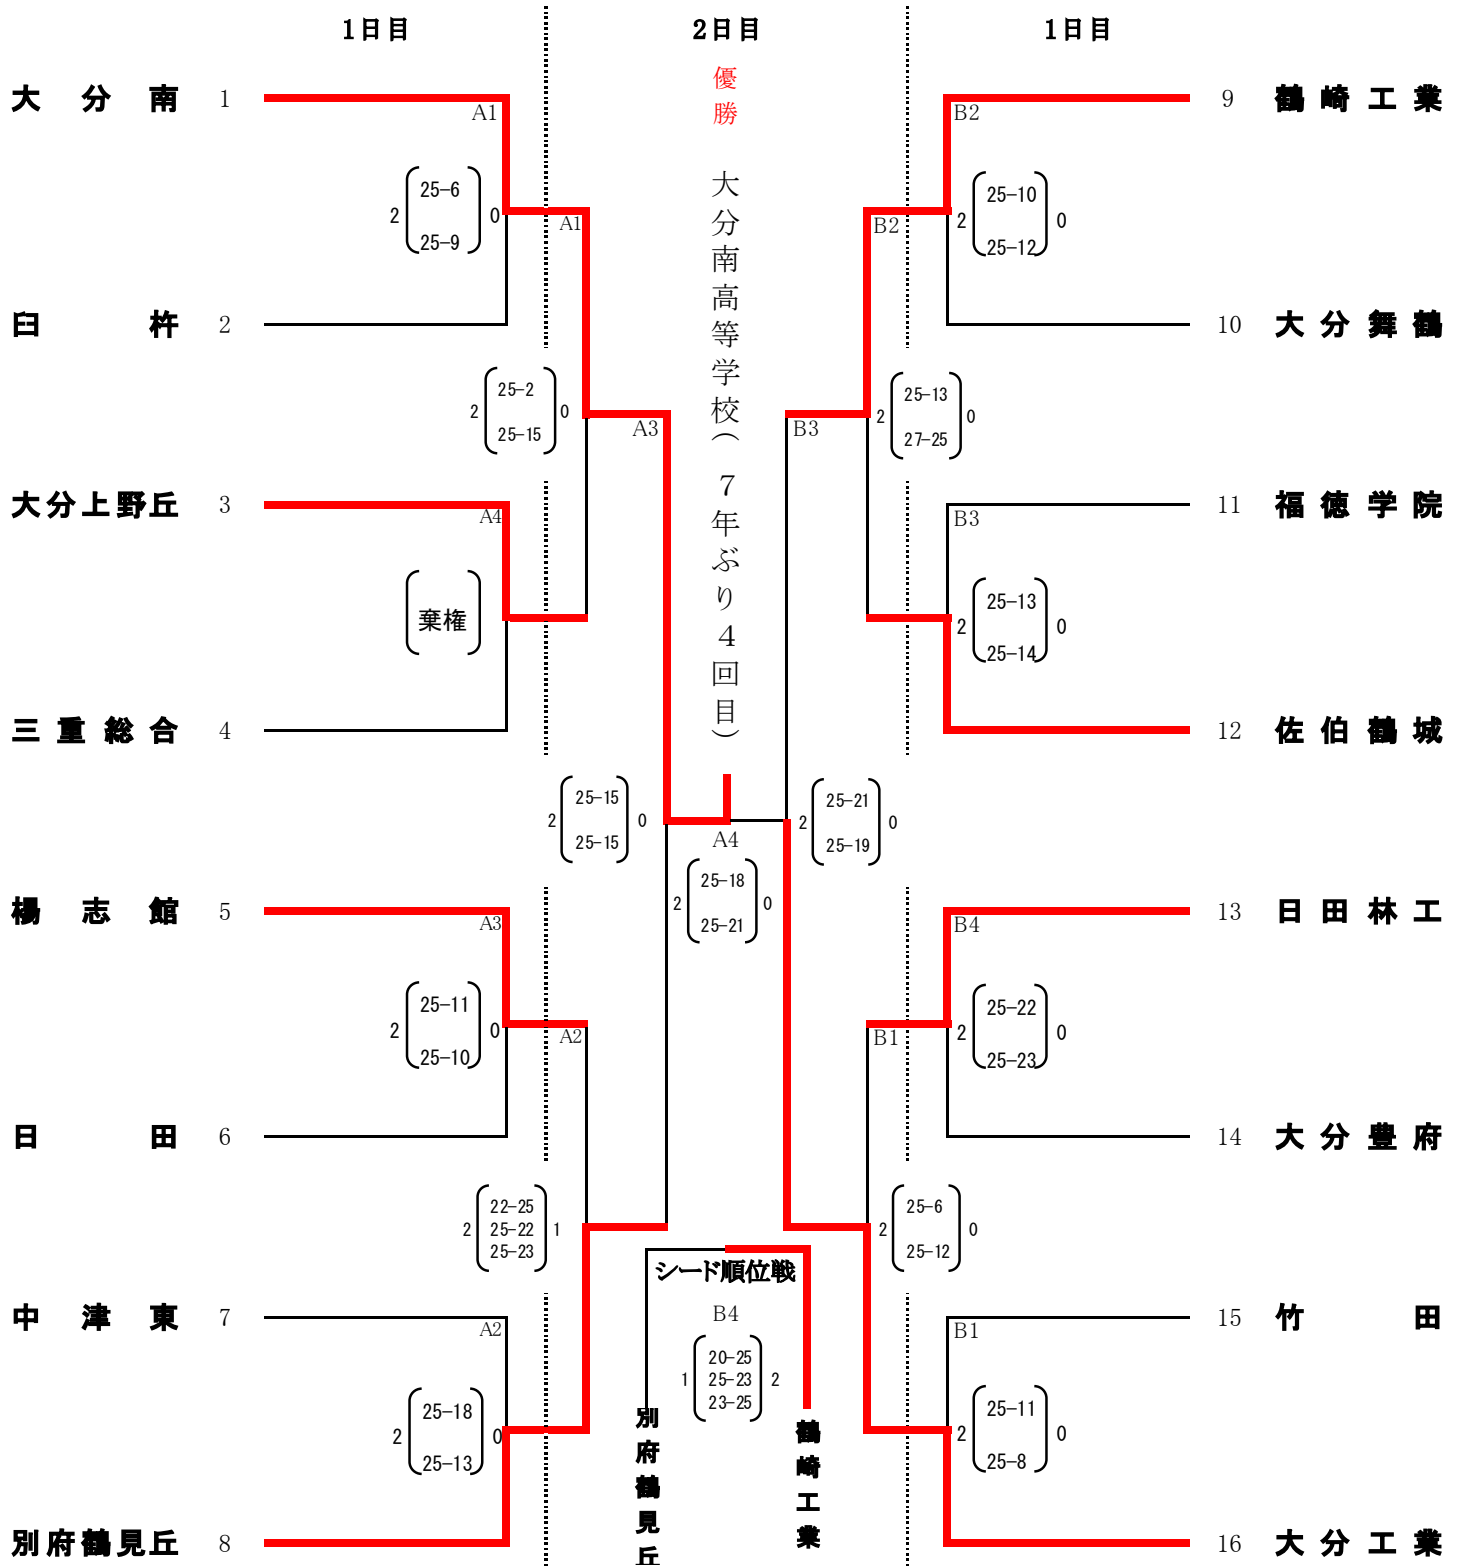 1日目
2日目
1日目
優勝
大分南高等学校（７年ぶり４回目）
大分南 1
A1
2 25-6 0
25-9
A1
臼杵 2
2 25-2 0
25-15
A3
大分上野丘 3
A4
棄権
三重総合 4
2 25-15 0
25-15
A4
2 25-18 0
25-21
楊志館 5
A3
2 25-11 0
25-10
A2
日田 6
2 22-25 1
25-22
25-23
中津東 7
A2
2 25-18 0
25-13
別府鶴見丘 8
シード順位戦
B4
1 20-25 2
25-23
23-25
別府鶴見丘
鶴崎工業
9 鶴崎工業
B2
2 25-10 0
25-12
B2
10 大分舞鶴
2 25-13 0
27-25
B3
11 福徳学院
B3
2 25-13 0
25-14
12 佐伯鶴城
2 25-21 0
25-19
13 日田林工
B4
2 25-22 0
25-23
B1
14 大分豊府
2 25-6 0
25-12
15 竹田
B1
2 25-11 0
25-8
16 大分工業